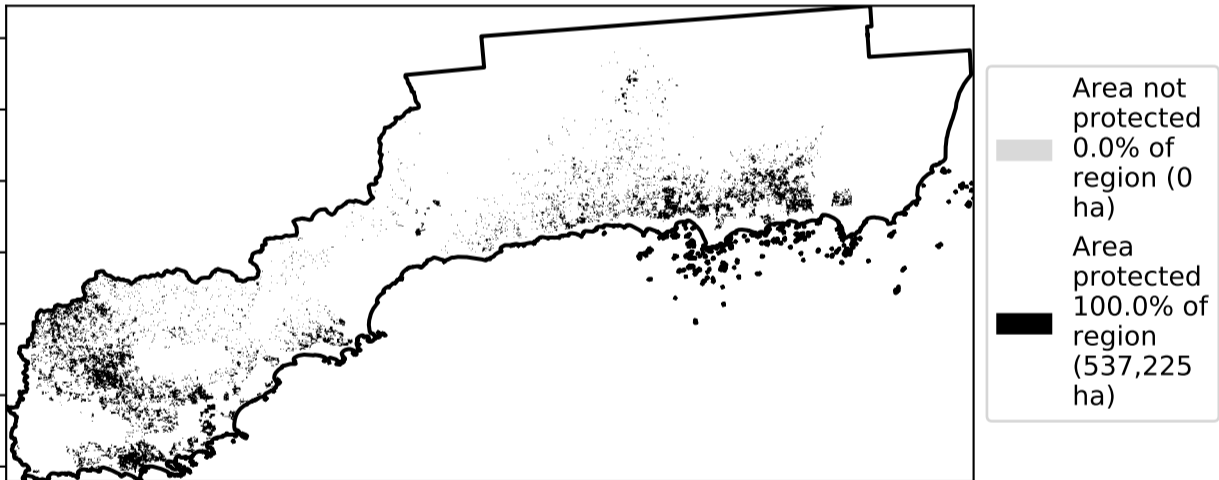 Area not
protected
0.0% of
region (0
ha)
Area
protected
100.0% of
region
(537,225
ha)